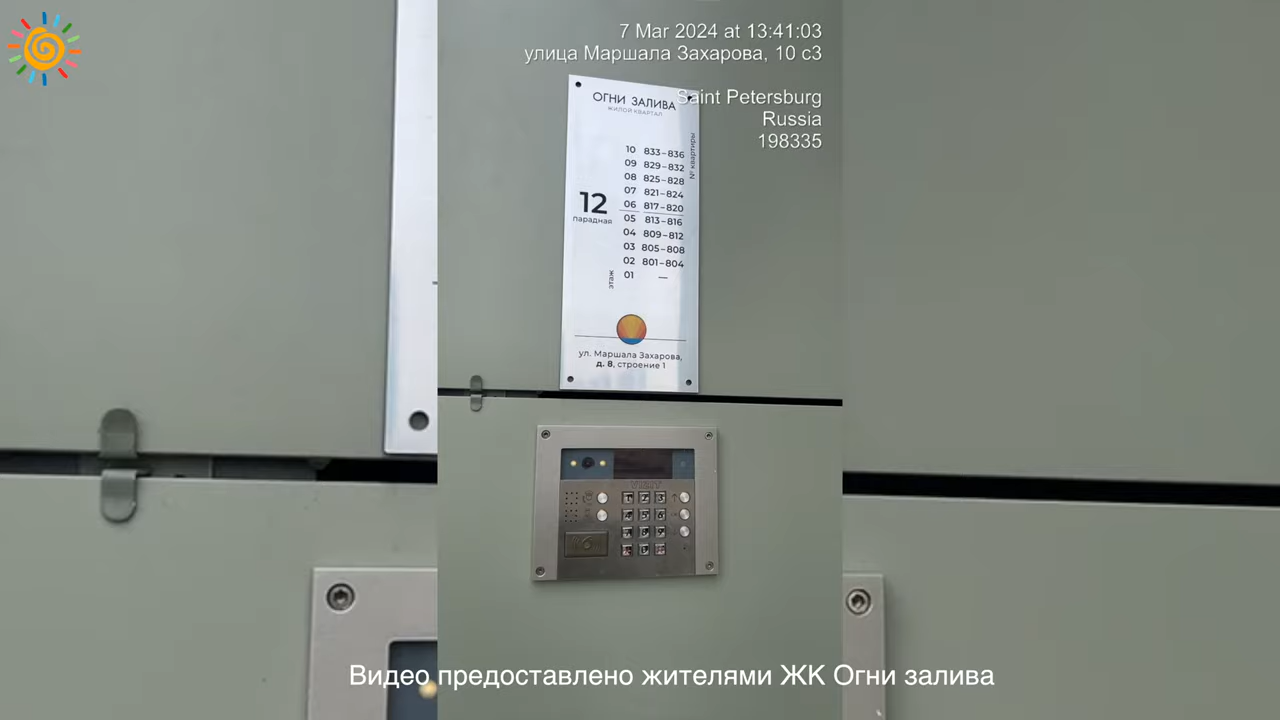 7 Mar 2024 at 13:41:03
улица Маршала Захарова, 10 с3
Saint Petersburg
Russia
198335
ОГНИ ЗАЛИВА
ЖИЛОЙ КВАРТАЛ
№ квартиры
10 833–836
09 829–832
08 825–828
07 821–824
06 817–820
05 813–816
04 809–812
03 805–808
02 801–804
01 —
12
парадная
этаж
ул. Маршала Захарова,
д. 8, строение 1
Видео предоставлено жителями ЖК Огни залива